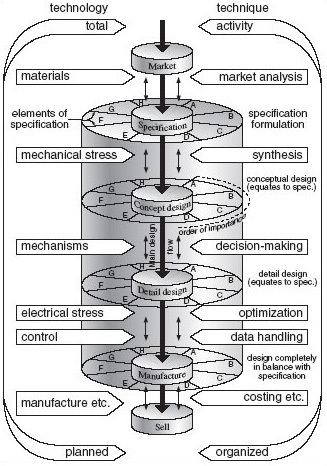 technology technique
total activity
Market
materials market analysis
H A
G B
elements of
specification
F C
E D
Specification
specification
formulation
mechanical stress synthesis
conceptual design
(equates to spec.)
H A
G B
F C
E D
Concept design
order of importance
Main design
flow
mechanisms decision-making
H A
G B
F C
E D
Detail design
detail design
(equates to spec.)
electrical stress optimization
control data handling
H A
G B
F C
E D
Manufacture
design completely
in balance with
specification
manufacture etc. costing etc.
Sell
planned organized